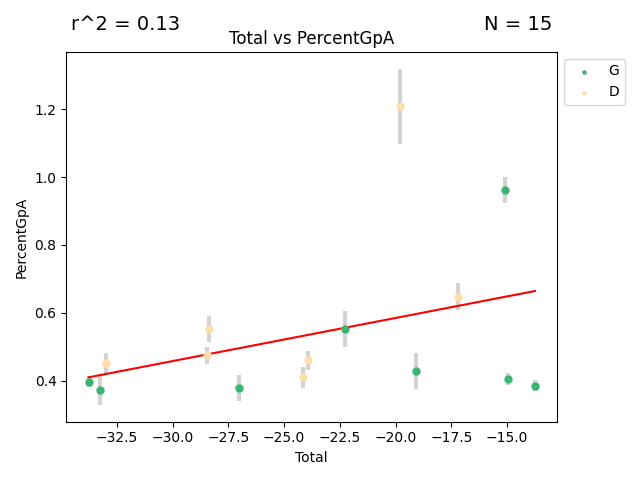 r^2 = 0.13
N = 15
Total vs PercentGpA
G
D
1.2
1.0
0.8
0.6
0.4
PercentGpA
−32.5 −30.0 −27.5 −25.0 −22.5 −20.0 −17.5 −15.0
Total